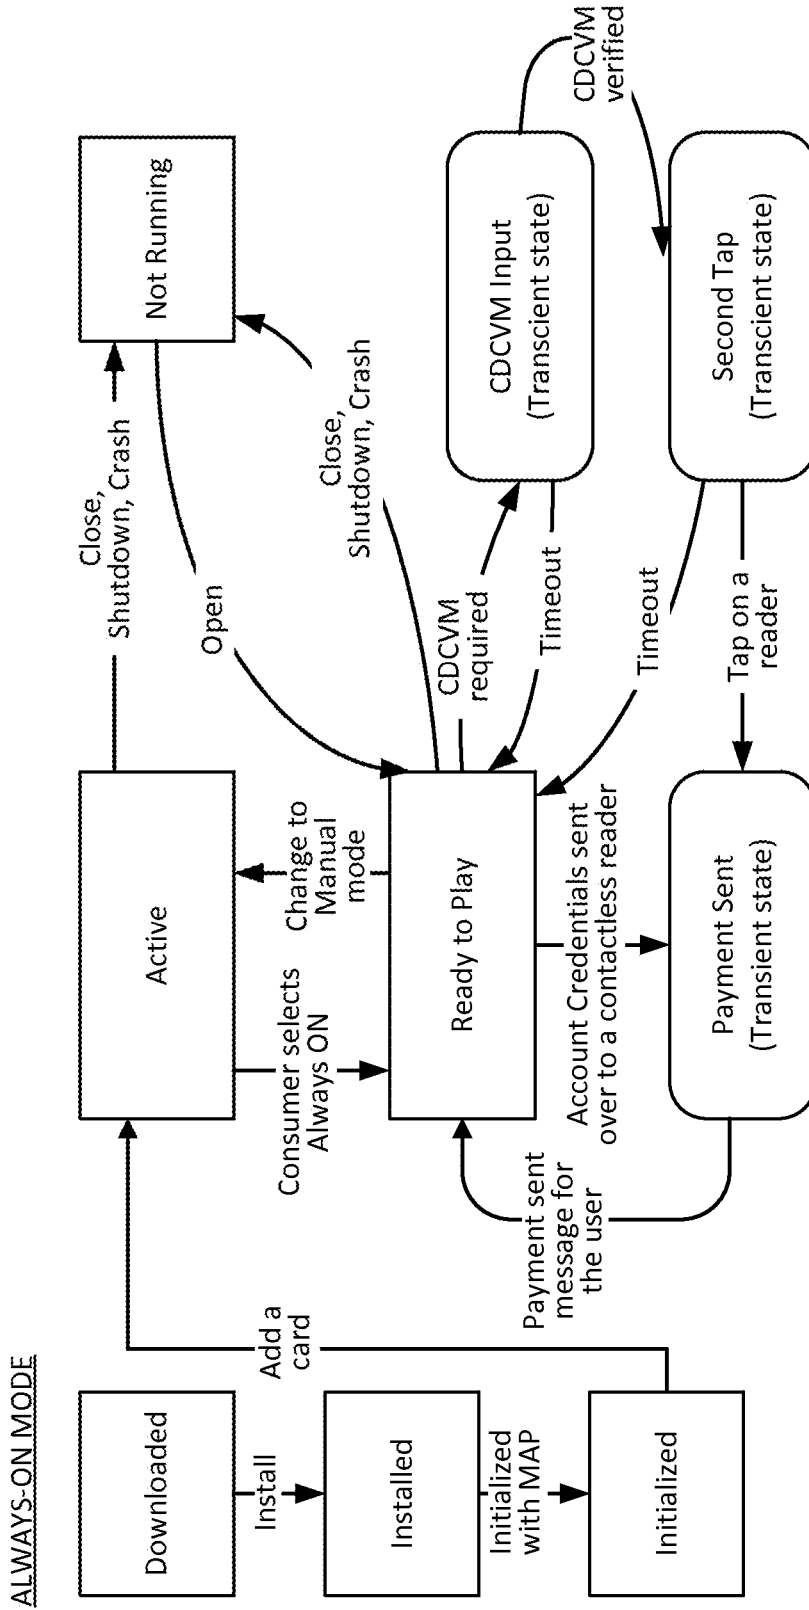 ALWAYS-ON MODE
Downloaded
Install
Installed
Initialized
with MAP
Initialized
Add a
card
Active
Close,
Shutdown, Crash
Not Running
Open
Consumer selects
Always ON
Change to
Manual
mode
Close,
Shutdown, Crash
Ready to Play
CDCVM
required
CDCVM Input
(Transcient state)
Timeout
CDCVM
verified
Payment sent
message for
the user
Account Credentials sent
over to a contactless reader
Timeout
Payment Sent
(Transient state)
Tap on a
reader
Second Tap
(Transcient state)